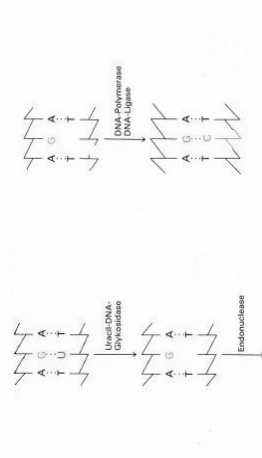 A G A
T U T
Uracil-DNA-
Glykosidase
A G A
T T
Endonuclease
A G A
T T
DNA-Polymerase
DNA-Ligase
A G A
T C T